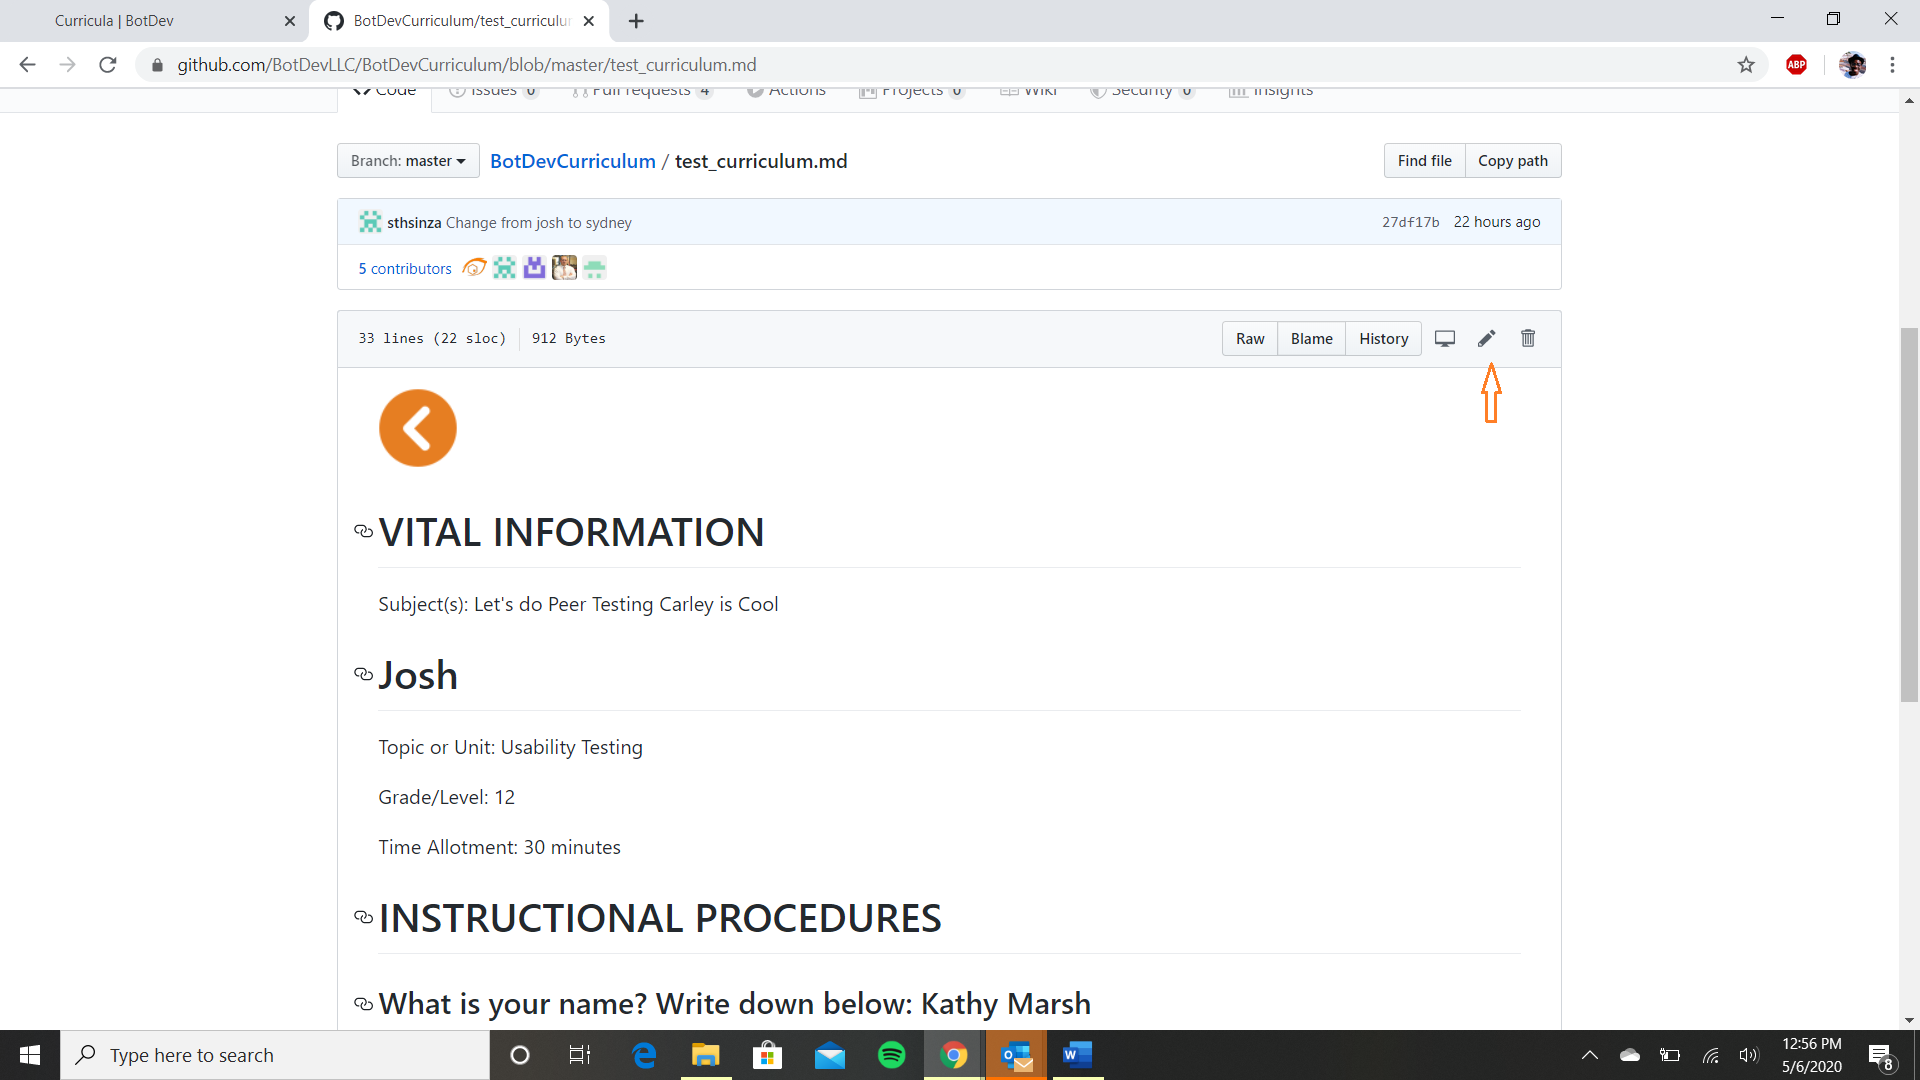 Curricula | BotDev
BotDevCurriculum/test_curriculu
github.com/BotDevLLC/BotDevCurriculum/blob/master/test_curriculum.md
ABP
Code Issues 0 Pull requests 4 Actions Projects 0 Wiki Security 0 Insights
Branch: master BotDevCurriculum / test_curriculum.md Find file Copy path
sthsinza Change from josh to sydney 27df17b 22 hours ago
5 contributors
33 lines (22 sloc) 912 Bytes Raw Blame History
VITAL INFORMATION
Subject(s): Let's do Peer Testing Carley is Cool
Josh
Topic or Unit: Usability Testing
Grade/Level: 12
Time Allotment: 30 minutes
INSTRUCTIONAL PROCEDURES
What is your name? Write down below: Kathy Marsh
Type here to search
12:56 PM
5/6/2020
8